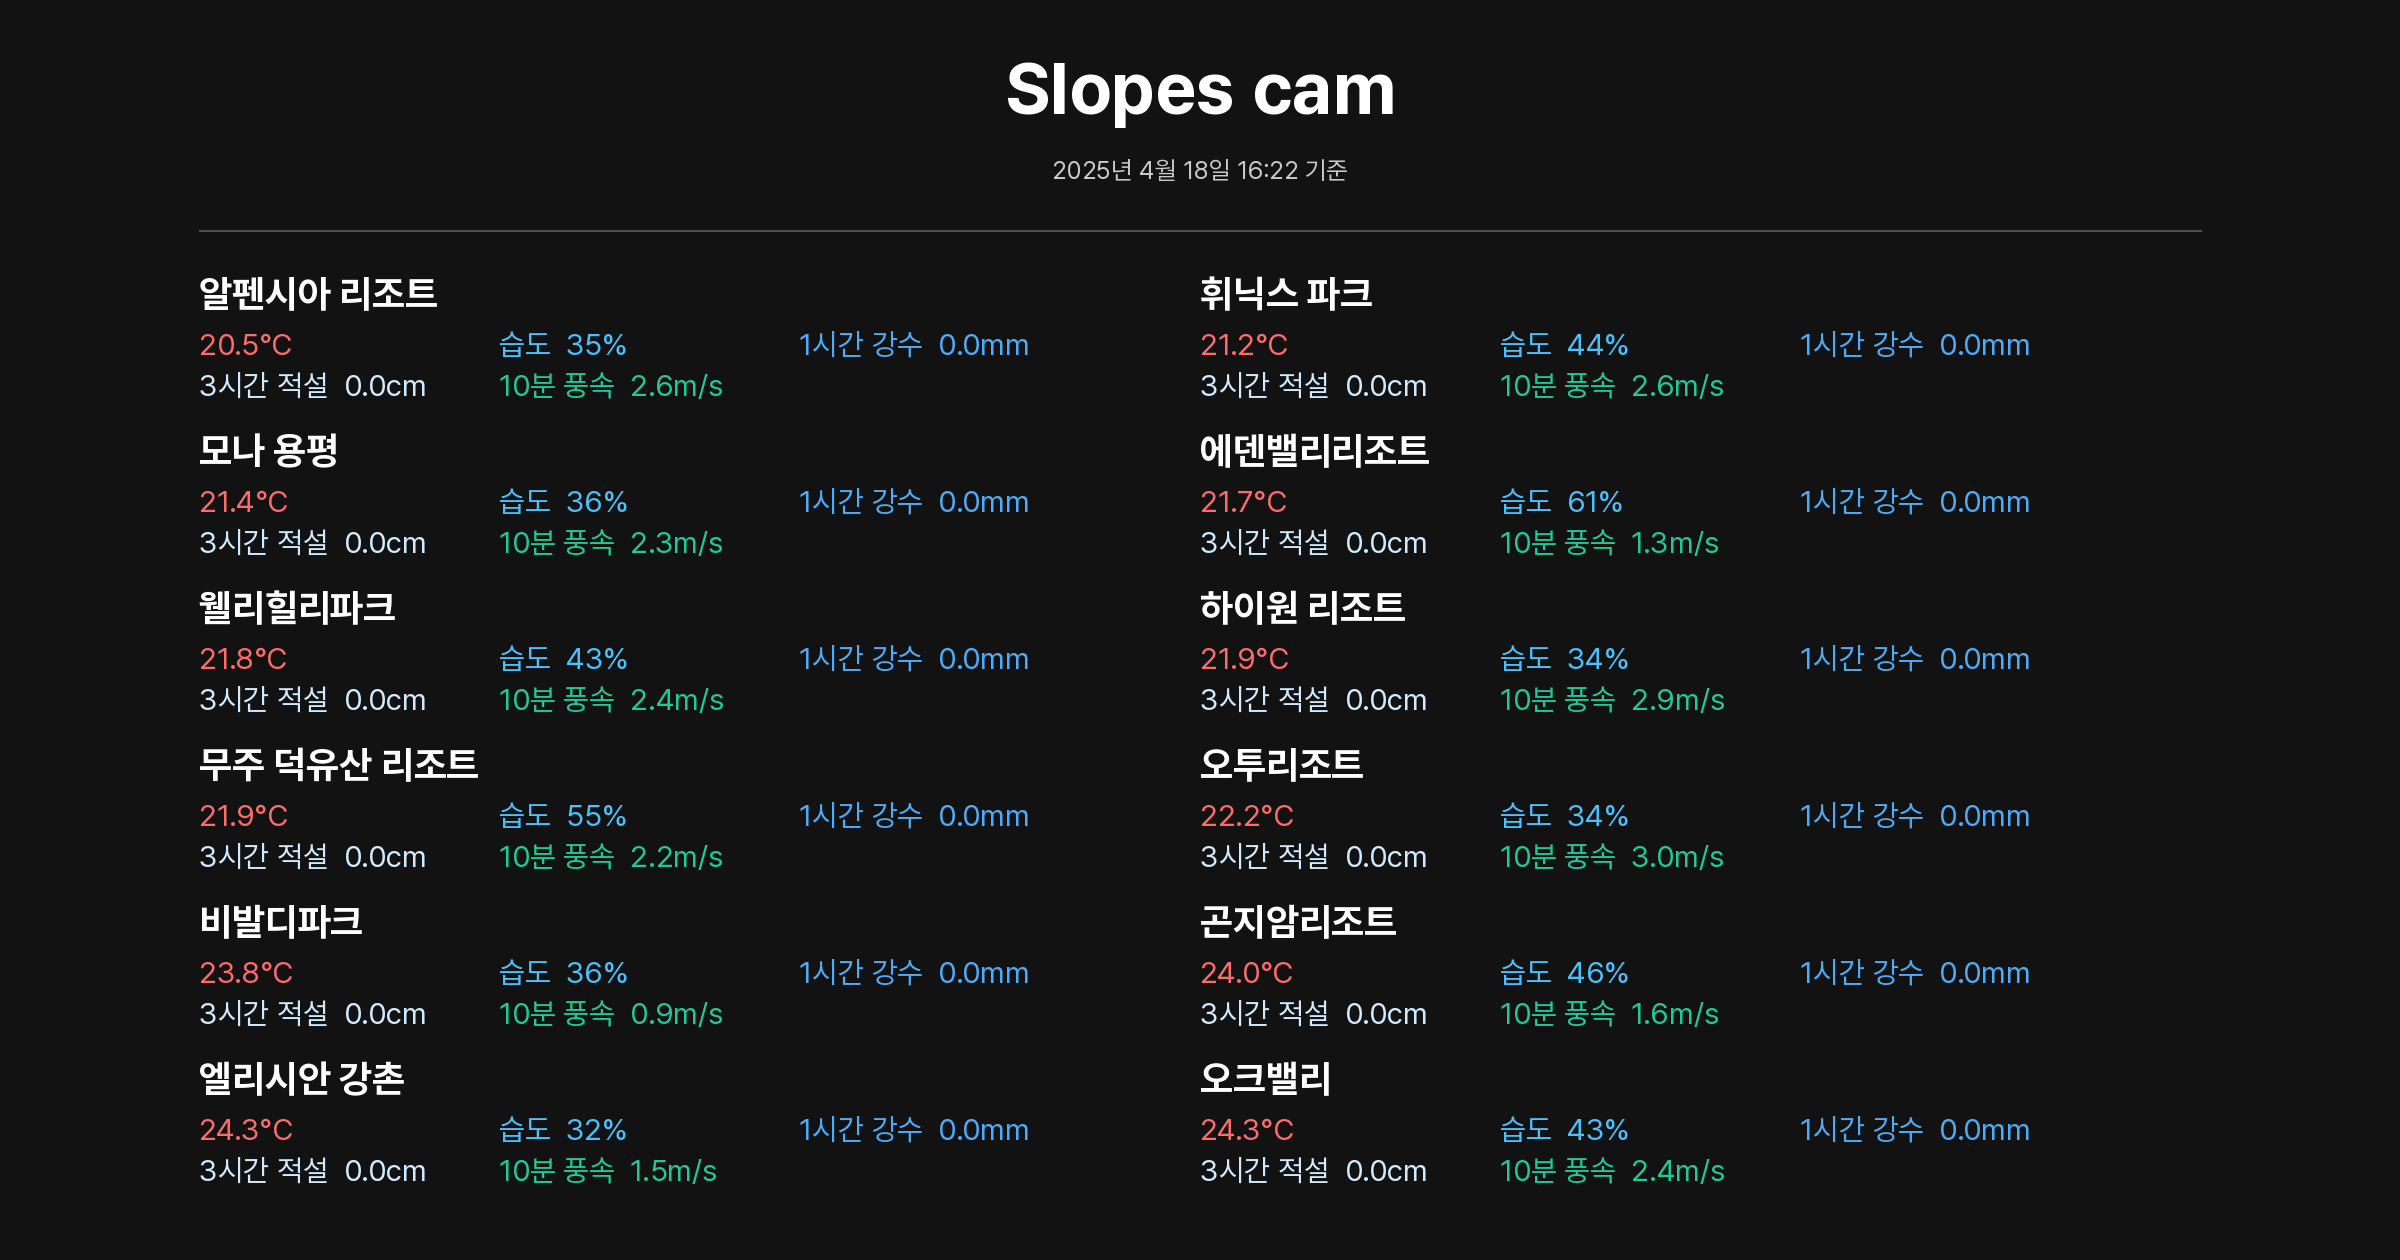 Slopes cam
2025년 4월 18일 16:22 기준
알펜시아 리조트
20.5°C 습도 35% 1시간 강수 0.0mm
3시간 적설 0.0cm 10분 풍속 2.6m/s
휘닉스 파크
21.2°C 습도 44% 1시간 강수 0.0mm
3시간 적설 0.0cm 10분 풍속 2.6m/s
모나 용평
21.4°C 습도 36% 1시간 강수 0.0mm
3시간 적설 0.0cm 10분 풍속 2.3m/s
에덴밸리리조트
21.7°C 습도 61% 1시간 강수 0.0mm
3시간 적설 0.0cm 10분 풍속 1.3m/s
웰리힐리파크
21.8°C 습도 43% 1시간 강수 0.0mm
3시간 적설 0.0cm 10분 풍속 2.4m/s
하이원 리조트
21.9°C 습도 34% 1시간 강수 0.0mm
3시간 적설 0.0cm 10분 풍속 2.9m/s
무주 덕유산 리조트
21.9°C 습도 55% 1시간 강수 0.0mm
3시간 적설 0.0cm 10분 풍속 2.2m/s
오투리조트
22.2°C 습도 34% 1시간 강수 0.0mm
3시간 적설 0.0cm 10분 풍속 3.0m/s
비발디파크
23.8°C 습도 36% 1시간 강수 0.0mm
3시간 적설 0.0cm 10분 풍속 0.9m/s
곤지암리조트
24.0°C 습도 46% 1시간 강수 0.0mm
3시간 적설 0.0cm 10분 풍속 1.6m/s
엘리시안 강촌
24.3°C 습도 32% 1시간 강수 0.0mm
3시간 적설 0.0cm 10분 풍속 1.5m/s
오크밸리
24.3°C 습도 43% 1시간 강수 0.0mm
3시간 적설 0.0cm 10분 풍속 2.4m/s